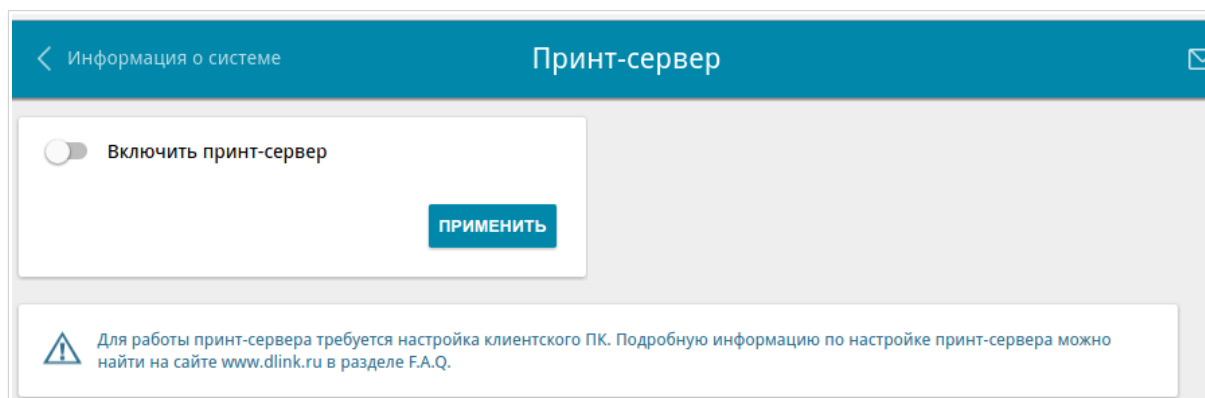 Информация о системе
Принт-сервер
Включить принт-сервер
ПРИМЕНИТЬ
Для работы принт-сервера требуется настройка клиентского ПК. Подробную информацию по настройке принт-сервера можно
найти на сайте www.dlink.ru в разделе F.A.Q.